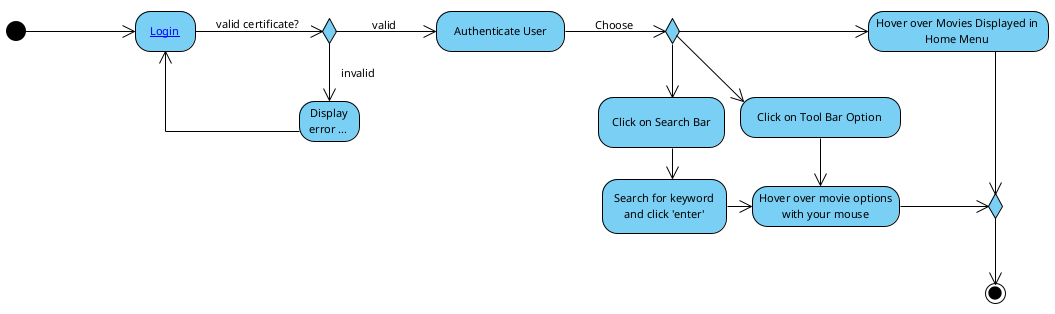 Login
valid certificate?
valid
Authenticate User
Choose
Hover over Movies Displayed in
Home Menu
invalid
Display
error ...
Click on Search Bar
Click on Tool Bar Option
Search for keyword
and click 'enter'
Hover over movie options
with your mouse